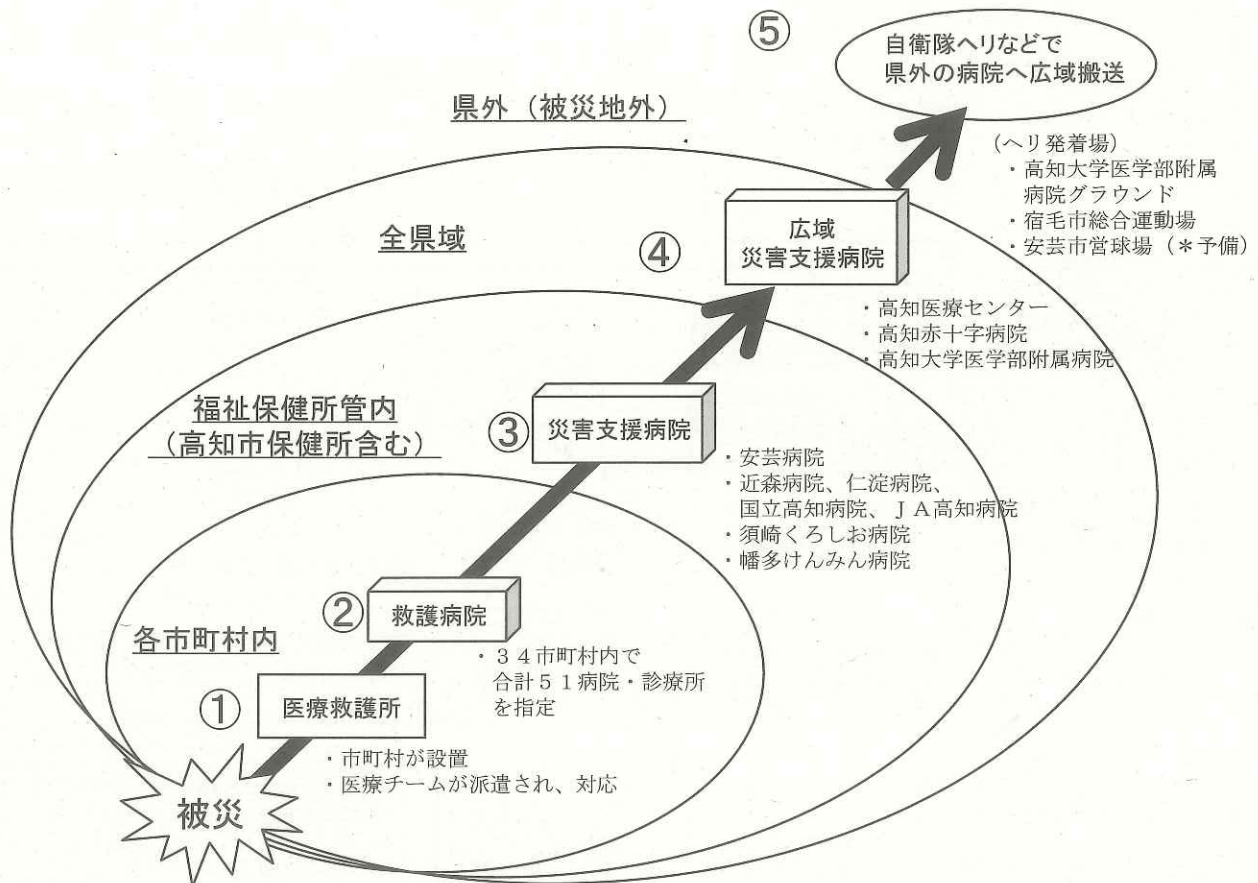 ⑤
自衛隊ヘリなどで
県外の病院へ広域搬送
県外（被災地外）
（ヘリ発着場）
・高知大学医学部附属
病院グラウンド
・宿毛市総合運動場
・安芸市営球場（＊予備）
全県域
④
広域
災害支援病院
・高知医療センター
・高知赤十字病院
・高知大学医学部附属病院
福祉保健所管内
（高知市保健所含む）
③
災害支援病院
・安芸病院
・近森病院、仁淀病院、
国立高知病院、ＪＡ高知病院
・須崎くろしお病院
・幡多けんみん病院
②
救護病院
各市町村内
・３４市町村内で
合計５１病院・診療所
を指定
①
医療救護所
・市町村が設置
・医療チームが派遣され、対応
被災